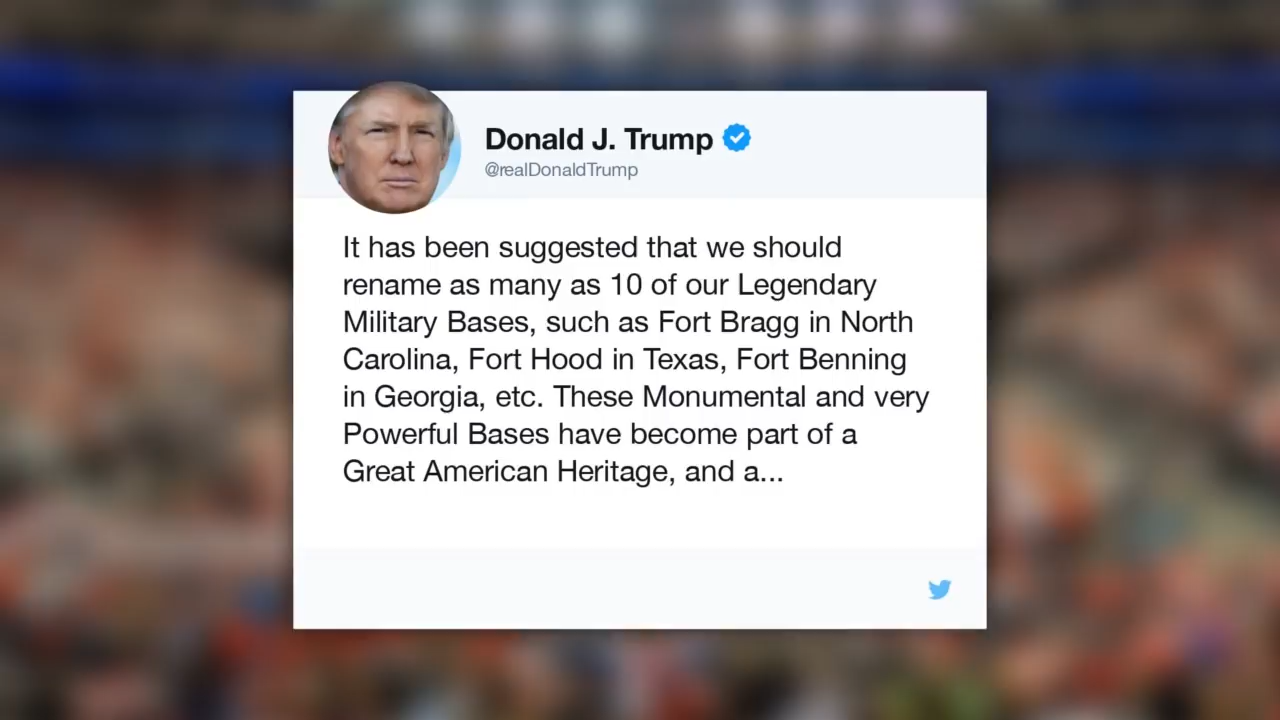 Donald J. Trump
@realDonaldTrump
It has been suggested that we should
rename as many as 10 of our Legendary
Military Bases, such as Fort Bragg in North
Carolina, Fort Hood in Texas, Fort Benning
in Georgia, etc. These Monumental and very
Powerful Bases have become part of a
Great American Heritage, and a...